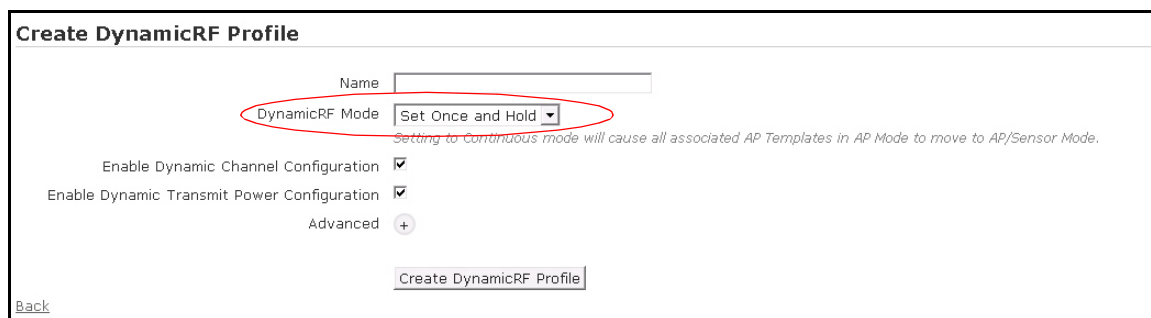 Create DynamicRF Profile
Name
DynamicRF Mode Set Once and Hold
Setting to Continuous mode will cause all associated AP Templates in AP Mode to move to AP/Sensor Mode.
Enable Dynamic Channel Configuration
Enable Dynamic Transmit Power Configuration
Advanced +
Create DynamicRF Profile
Back